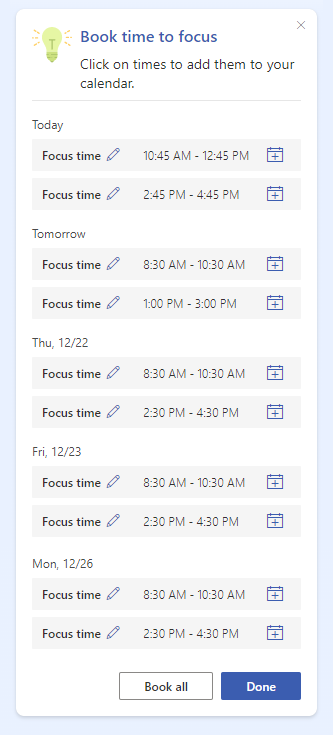 Book time to focus
Click on times to add them to your
calendar.
Today
Focus time 10:45 AM - 12:45 PM
Focus time 2:45 PM - 4:45 PM
Tomorrow
Focus time 8:30 AM - 10:30 AM
Focus time 1:00 PM - 3:00 PM
Thu, 12/22
Focus time 8:30 AM - 10:30 AM
Focus time 2:30 PM - 4:30 PM
Fri, 12/23
Focus time 8:30 AM - 10:30 AM
Focus time 2:30 PM - 4:30 PM
Mon, 12/26
Focus time 8:30 AM - 10:30 AM
Focus time 2:30 PM - 4:30 PM
Book all Done